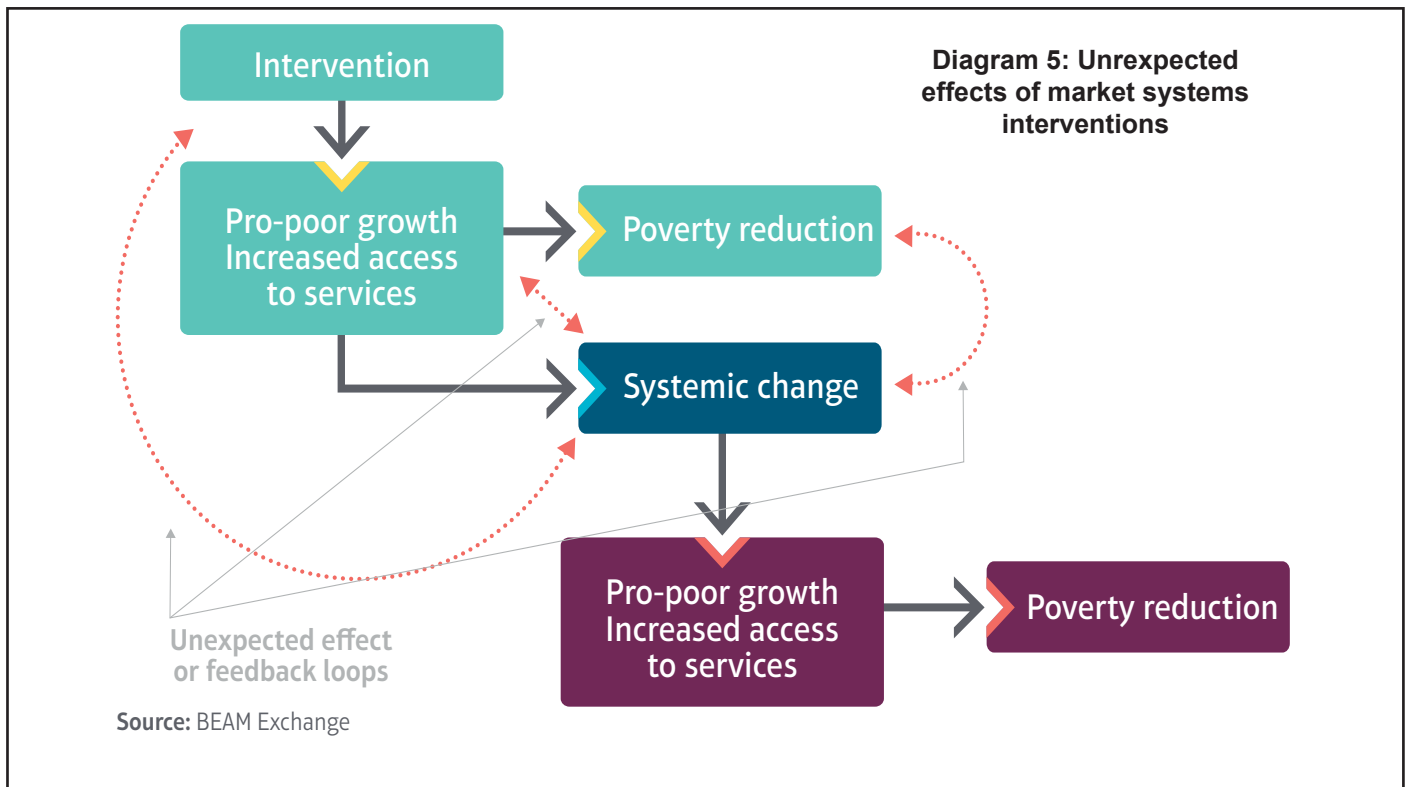 Diagram 5: Unrexpected
effects of market systems
interventions
Intervention
Pro-poor growth
Increased access
to services
Poverty reduction
Systemic change
Pro-poor growth
Increased access
to services
Poverty reduction
Unexpected effect
or feedback loops
Source: BEAM Exchange